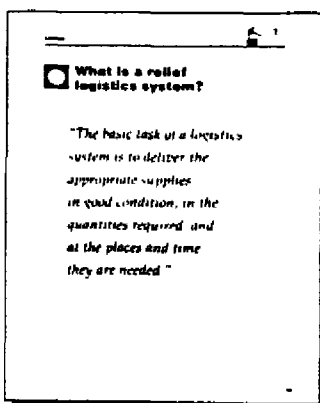 1
What is a relief
logistics system?
"The basic task of a logistics
system is to deliver the
appropriate supplies
in good condition, in the
quantities required and
at the places and time
they are needed "